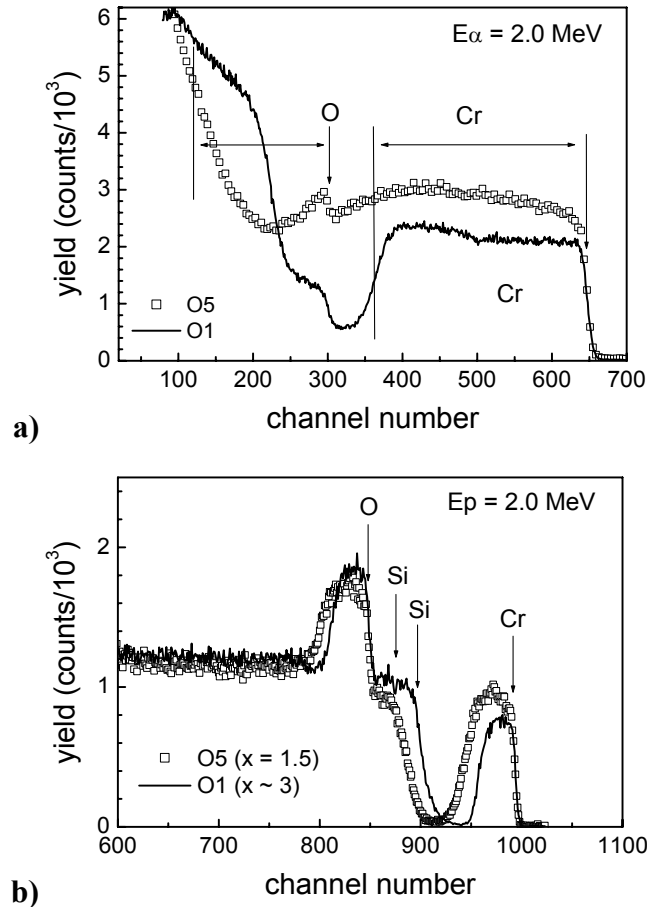 Eα = 2.0 MeV
O
Cr
Cr
O5
O1
yield (counts/10³)
6
5
4
3
2
1
0
100 200 300 400 500 600 700
channel number
a)
Ep = 2.0 MeV
O
Si
Si
Cr
O5 (x = 1.5)
O1 (x ~ 3)
yield (counts/10³)
2
1
0
600 700 800 900 1000 1100
channel number
b)